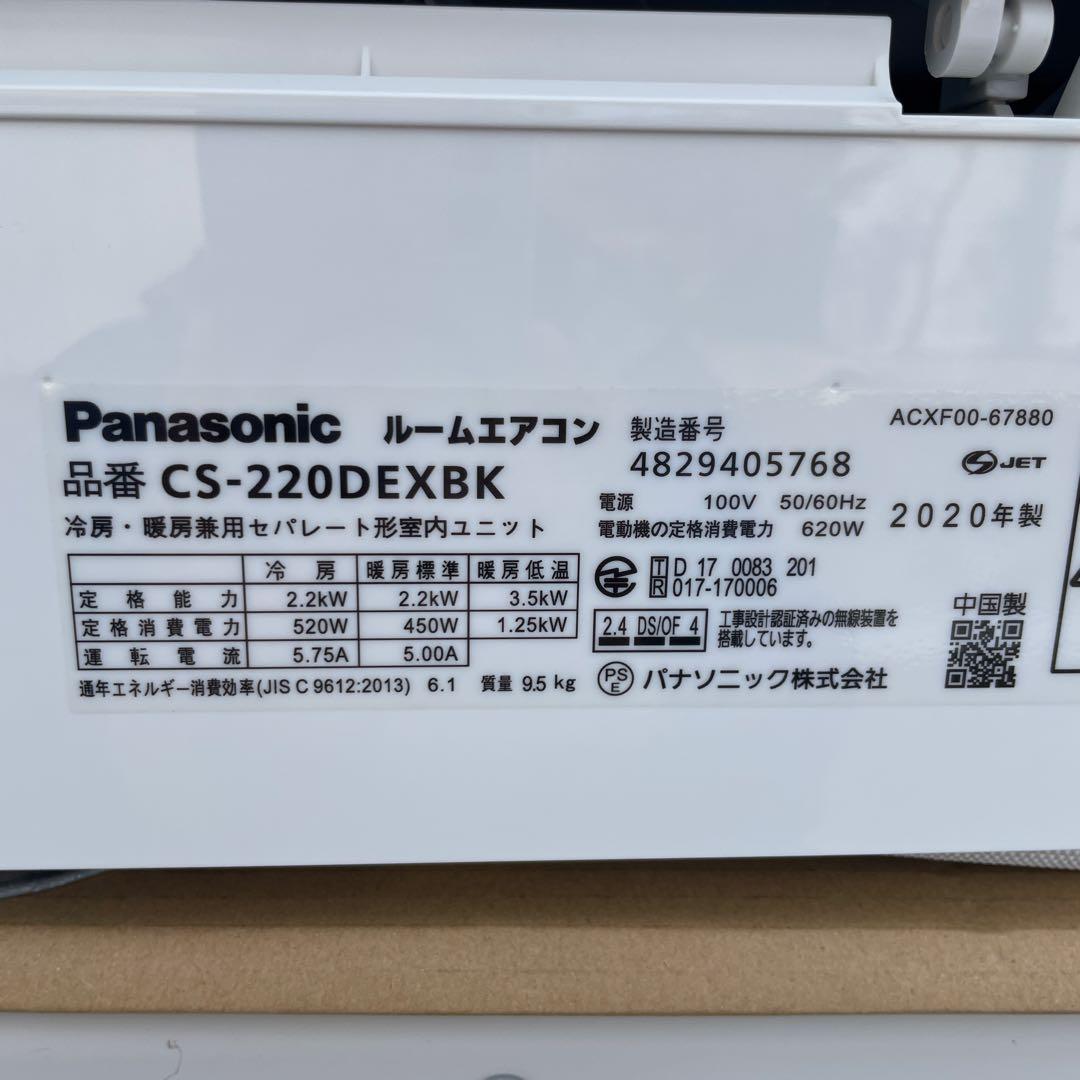 Panasonic ルームエアコン
品番 CS-220DEXBK
冷房・暖房兼用セパレート形室内ユニット
冷房 暖房標準 暖房低温
定格能力 2.2kW 2.2kW 3.5kW
定格消費電力 520W 450W 1.25kW
運転電流 5.75A 5.00A
通年エネルギー消費効率(JIS C 9612:2013) 6.1 質量 9.5 kg
製造番号
4829405768
電源 100V 50/60Hz
電動機の定格消費電力 620W
T D 17 0083 201
R 017-170006
2.4 DS/OF 4
工事設計認証済みの無線装置を
搭載しています。
PSE パナソニック株式会社
ACXF00-67880
S JET
2020年製
中国製